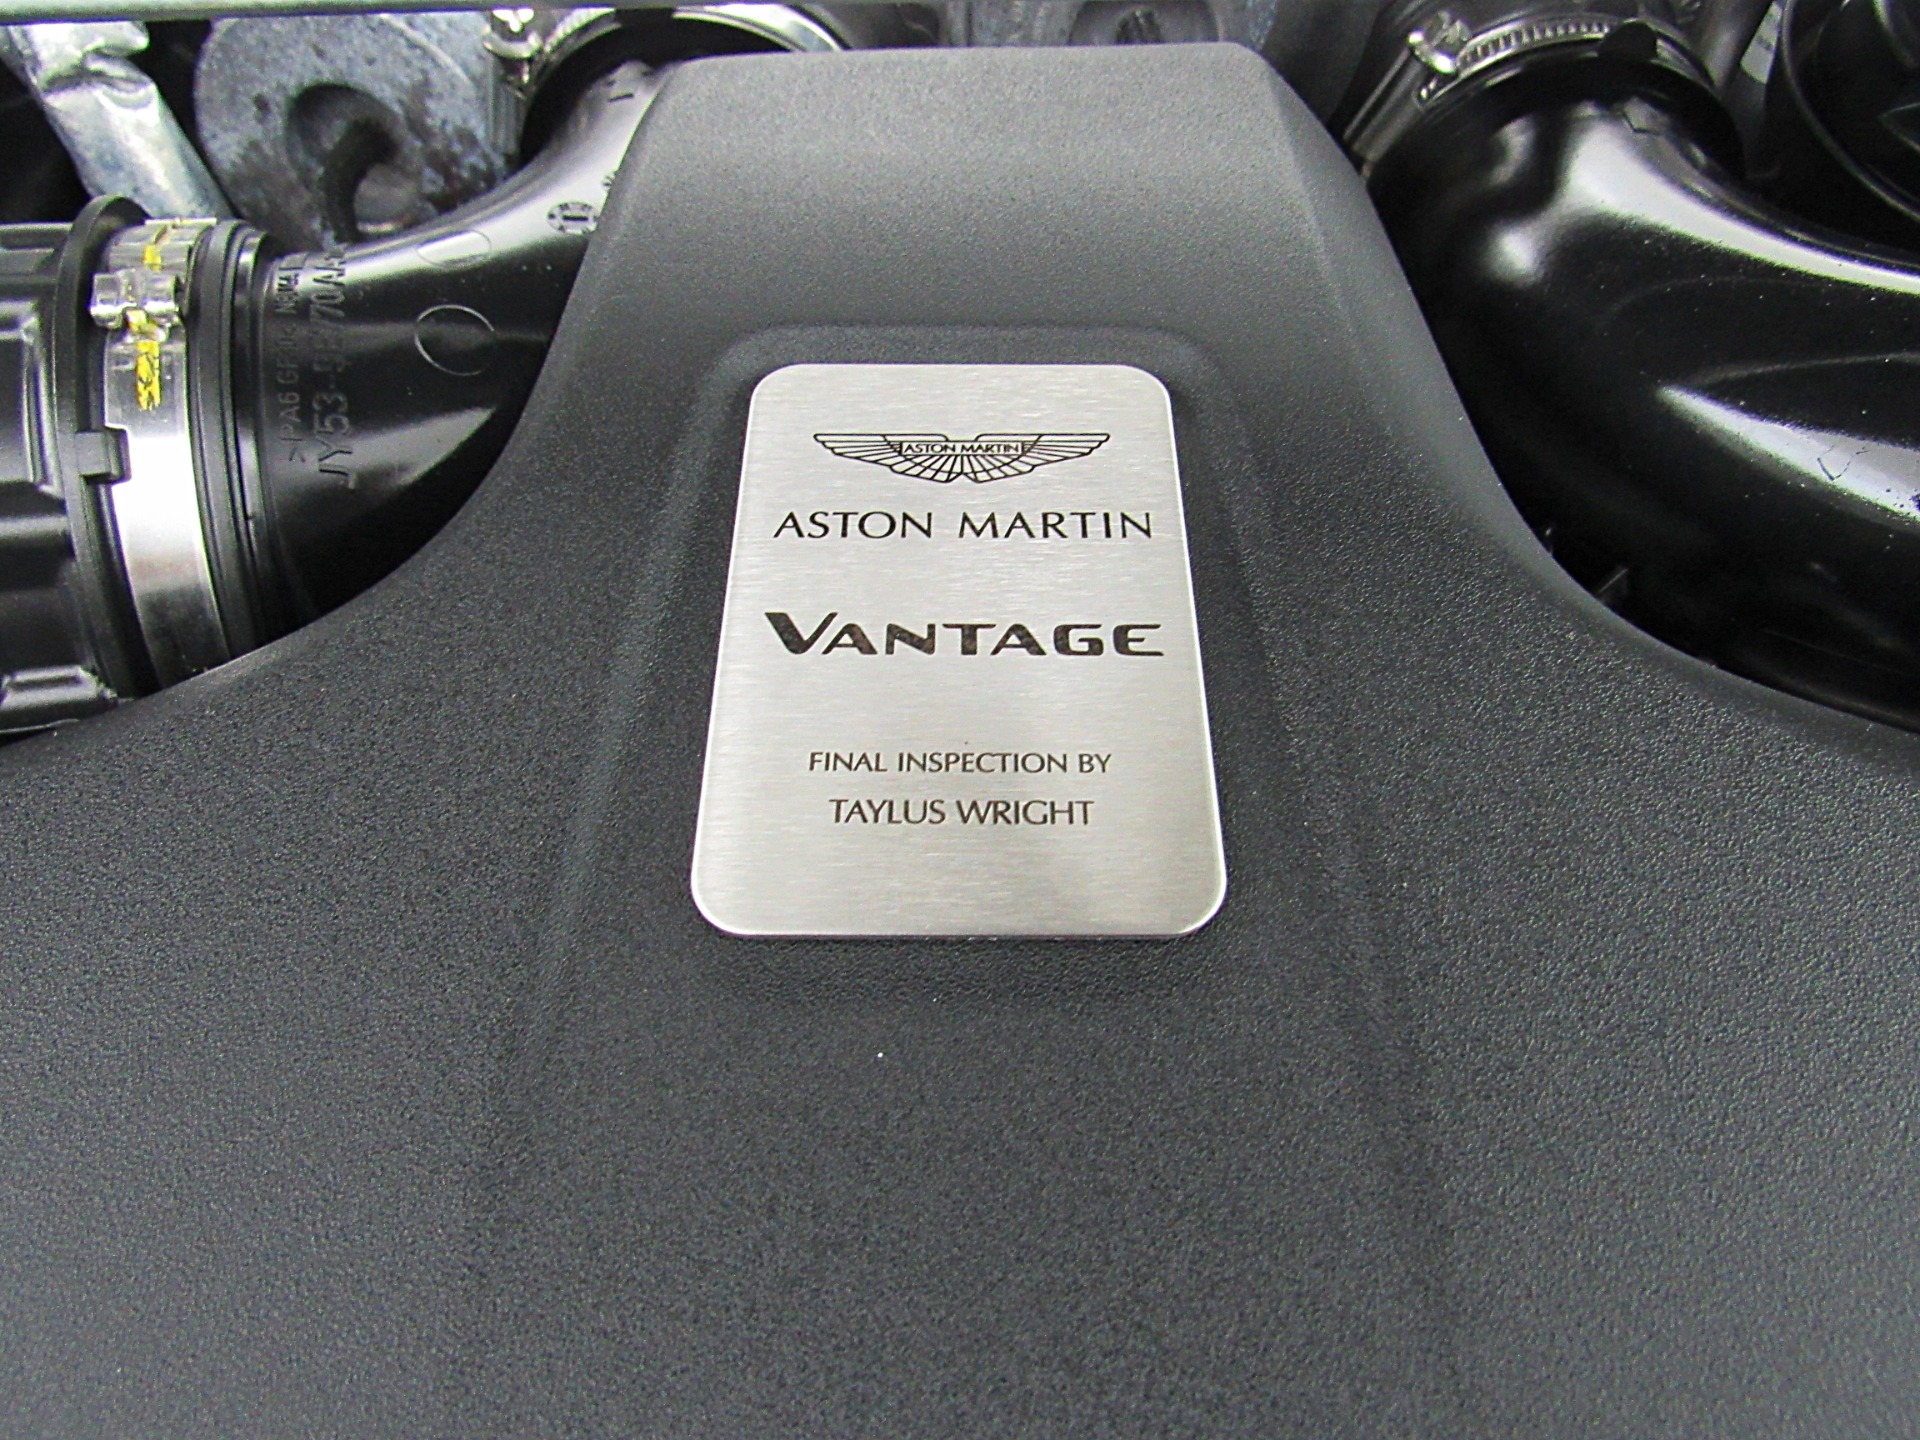 ASTON MARTIN
ASTON MARTIN
VANTAGE
FINAL INSPECTION BY
TAYLUS WRIGHT